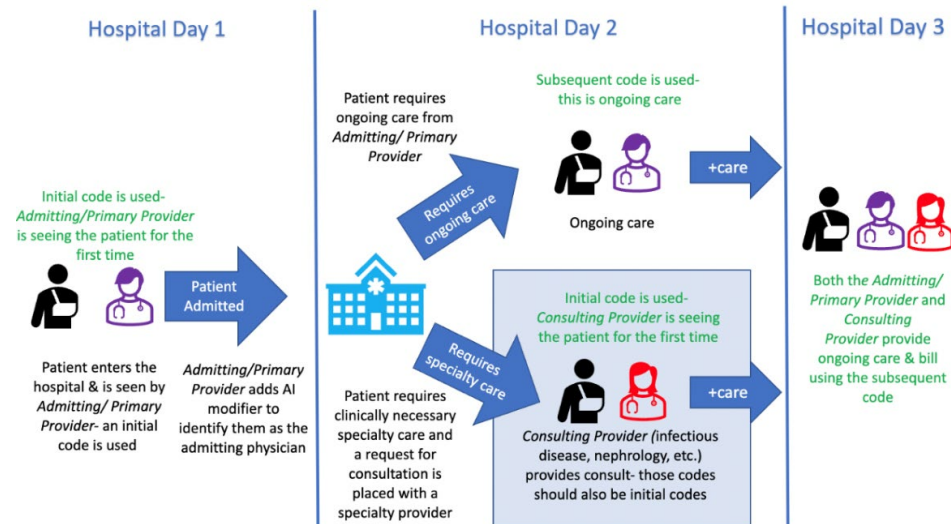 Hospital Day 1
Initial code is used-
Admitting/Primary Provider
is seeing the patient for the
first time
Patient
Admitted
Patient enters the
hospital & is seen by
Admitting/ Primary
Provider- an initial
code is used
Admitting/Primary
Provider adds AI
modifier to
identify them as the
admitting physician
Hospital Day 2
Patient requires
ongoing care from
Admitting/ Primary
Provider
Requires
ongoing care
Subsequent code is used-
this is ongoing care
Ongoing care
+care
Requires
specialty care
Patient requires
clinically necessary
specialty care and
a request for
consultation is
placed with a
specialty provider
Initial code is used-
Consulting Provider is seeing
the patient for the first time
Consulting Provider (infectious
disease, nephrology, etc.)
provides consult- those codes
should also be initial codes
+care
Hospital Day 3
Both the Admitting/
Primary Provider and
Consulting
Provider provide
ongoing care & bill
using the subsequent
code